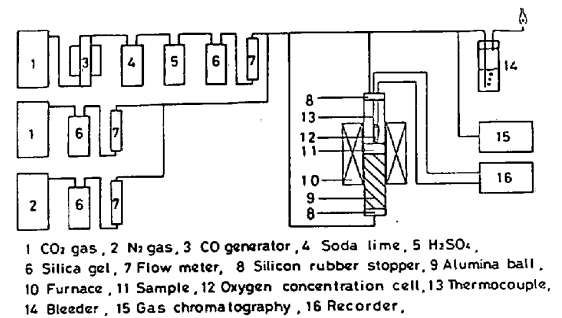 1 3 4 5 6 7
8
14
13
12
1 6 7
11
15
10
16
2 6 7
9
8
1 CO₂ gas, 2 N₂ gas, 3 CO generator, 4 Soda lime, 5 H₂SO₄,
6 Silica gel, 7 Flow meter, 8 Silicon rubber stopper, 9 Alumina ball,
10 Furnace, 11 Sample, 12 Oxygen concentration cell, 13 Thermocouple,
14 Bleeder, 15 Gas chromatography, 16 Recorder,